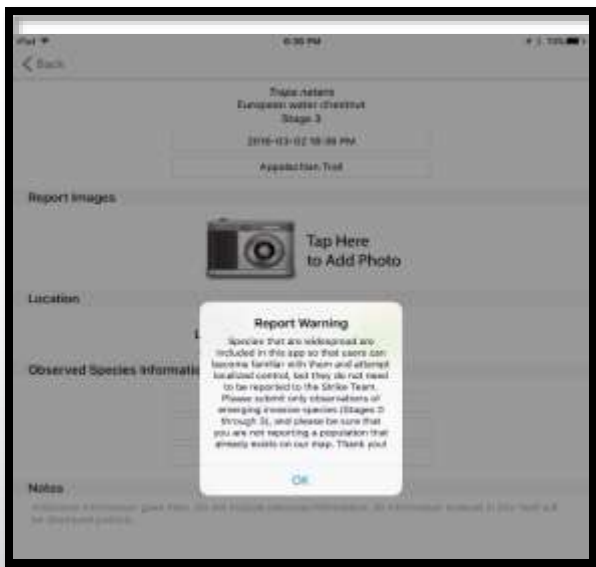 iPad
6:36 PM
Back
European water chestnut
Stage 3
2016-03-02 18:36 PM
Appalachian Trail
Report Images
Tap Here
to Add Photo
Location
L
Report Warning
Species that are widespread are
included in this app so that users can
become familiar with them and attempt
localized control, but they do not need
to be reported to the Strike Team.
Please submit only observations of
emerging invasive species (Stages 0
through 3), and please be sure that
you are not reporting a population that
already exists on our map. Thank you!
OK
Observed Species Informatio
Notes
be displayed publicly.